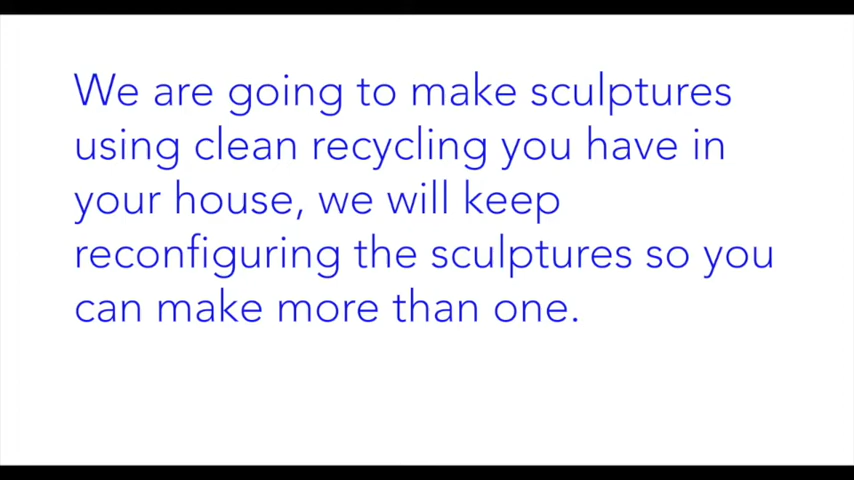 We are going to make sculptures
using clean recycling you have in
your house, we will keep
reconfiguring the sculptures so you
can make more than one.